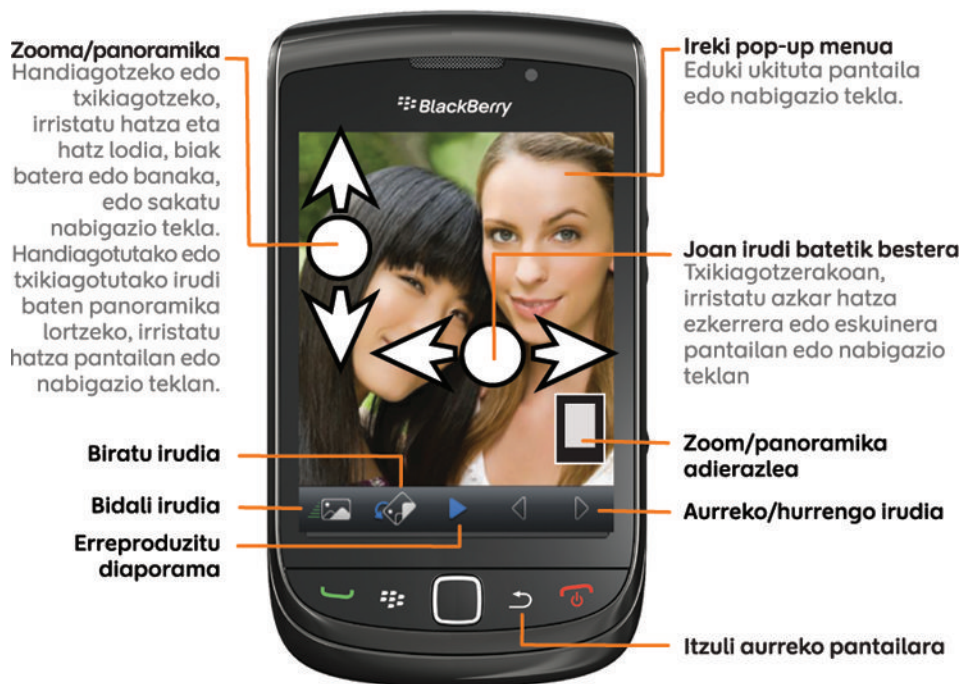 Zooma/panoramika
Handiagotzeko edo
txikiagotzeko,
irristatu hatza eta
hatz lodia, biak
batera edo banaka,
edo sakatu
nabigazio tekla.
Handiagotutako edo
txikiagotutako irudi
baten panoramika
lortzeko, irristatu
hatza pantailan edo
nabigazio teklan.
Biratu irudia
Bidali irudia
Erreproduzitu
diaporama
BlackBerry
Ireki pop-up menua
Eduki ukituta pantaila
edo nabigazio tekla.
Joan irudi batetik bestera
Txikiagotzerakoan,
irristatu azkar hatza
ezkerrera edo eskuinera
pantailan edo nabigazio
teklan
Zoom/panoramika
adierazlea
Aurreko/hurrengo irudia
Itzuli aurreko pantailara